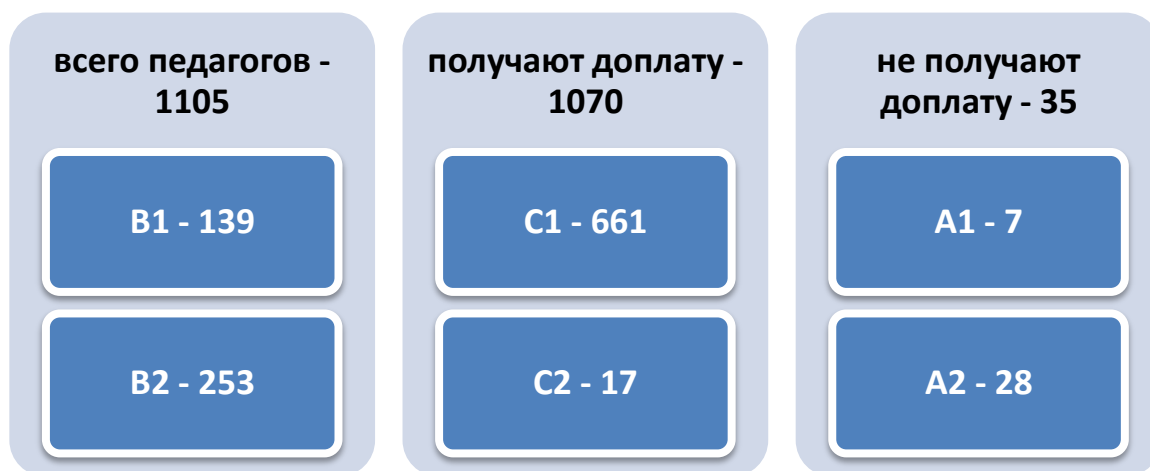 всего педагогов -
1105
В1 - 139
В2 - 253
получают доплату -
1070
С1 - 661
С2 - 17
не получают
доплату - 35
А1 - 7
А2 - 28